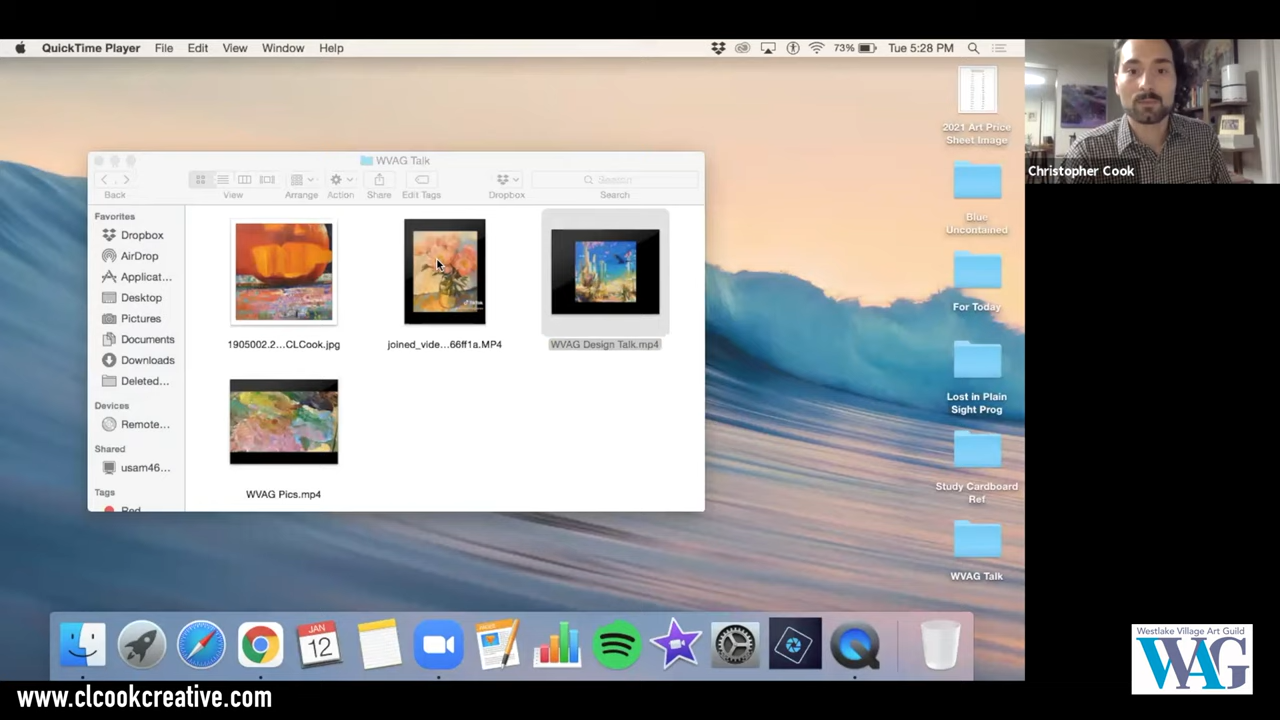 QuickTime Player File Edit View Window Help
73% Tue 5:28 PM
WVAG Talk
Back View Arrange Action Share Edit Tags Dropbox Search
Search
Favorites
Dropbox
AirDrop
Applicat...
Desktop
Pictures
Documents
Downloads
Deleted...
Devices
Remote...
Shared
usam46...
Tags
Red
1905002.2...CLCook.jpg
joined_vide...66ff1a.MP4
WVAG Design Talk.mp4
WVAG Pics.mp4
2021 Art Price
Sheet Image
Blue
Uncontained
For Today
Lost in Plain
Sight Prog
Study Cardboard
Ref
WVAG Talk
Christopher Cook
JAN
12
PAGES
Westlake Village Art Guild
WVAG
www.clcookcreative.com